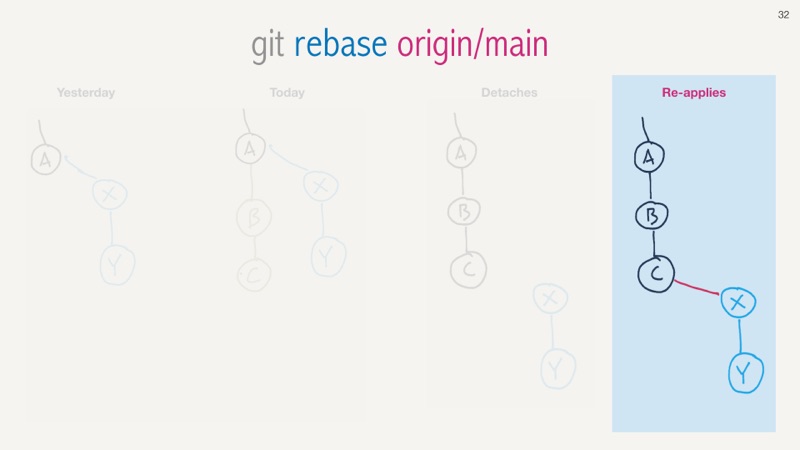 32
git rebase origin/main
Yesterday
Today
Detaches
Re-applies
A
X
Y
A
X
B
Y
C
A
B
C
X
Y
A
B
C
X
Y